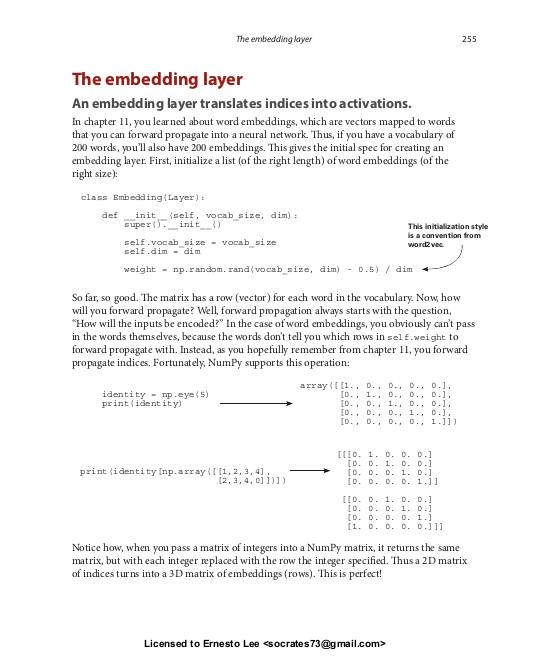 The embedding layer 255
The embedding layer
An embedding layer translates indices into activations.
In chapter 11, you learned about word embeddings, which are vectors mapped to words
that you can forward propagate into a neural network. Thus, if you have a vocabulary of
200 words, you'll also have 200 embeddings. This gives the initial spec for creating an
embedding layer. First, initialize a list (of the right length) of word embeddings (of the
right size):
class Embedding(Layer):
def __init__(self, vocab_size, dim):
super().__init__()
This initialization style
is a convention from
word2vec.
self.vocab_size = vocab_size
self.dim = dim
weight = np.random.rand(vocab_size, dim) - 0.5) / dim
So far, so good. The matrix has a row (vector) for each word in the vocabulary. Now, how
will you forward propagate? Well, forward propagation always starts with the question,
"How will the inputs be encoded?" In the case of word embeddings, you obviously can't pass
in the words themselves, because the words don't tell you which rows in self.weight to
forward propagate with. Instead, as you hopefully remember from chapter 11, you forward
propagate indices. Fortunately, NumPy supports this operation:
identity = np.eye(5)
print(identity)
array([[1., 0., 0., 0., 0.],
[0., 1., 0., 0., 0.],
[0., 0., 1., 0., 0.],
[0., 0., 0., 1., 0.],
[0., 0., 0., 0., 1.]])
print(identity[np.array([[1,2,3,4],
[2,3,4,0]])])
[[[0. 1. 0. 0. 0.]
[0. 0. 1. 0. 0.]
[0. 0. 0. 1. 0.]
[0. 0. 0. 0. 1.]]
[[0. 0. 1. 0. 0.]
[0. 0. 0. 1. 0.]
[0. 0. 0. 0. 1.]
[1. 0. 0. 0. 0.]]]
Notice how, when you pass a matrix of integers into a NumPy matrix, it returns the same
matrix, but with each integer replaced with the row the integer specified. Thus a 2D matrix
of indices turns into a 3D matrix of embeddings (rows). This is perfect!
Licensed to Ernesto Lee <socrates73@gmail.com>